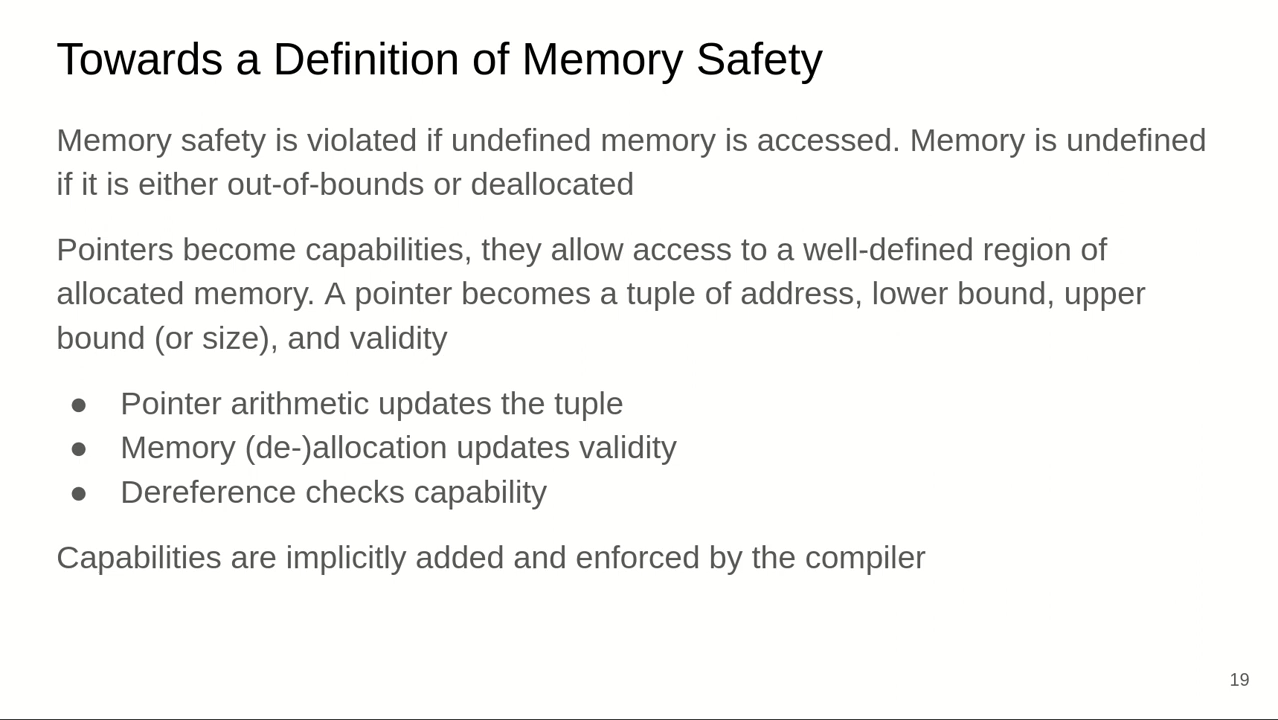 Towards a Definition of Memory Safety
Memory safety is violated if undefined memory is accessed. Memory is undefined
if it is either out-of-bounds or deallocated
Pointers become capabilities, they allow access to a well-defined region of
allocated memory. A pointer becomes a tuple of address, lower bound, upper
bound (or size), and validity
● Pointer arithmetic updates the tuple
● Memory (de-)allocation updates validity
● Dereference checks capability
Capabilities are implicitly added and enforced by the compiler
19